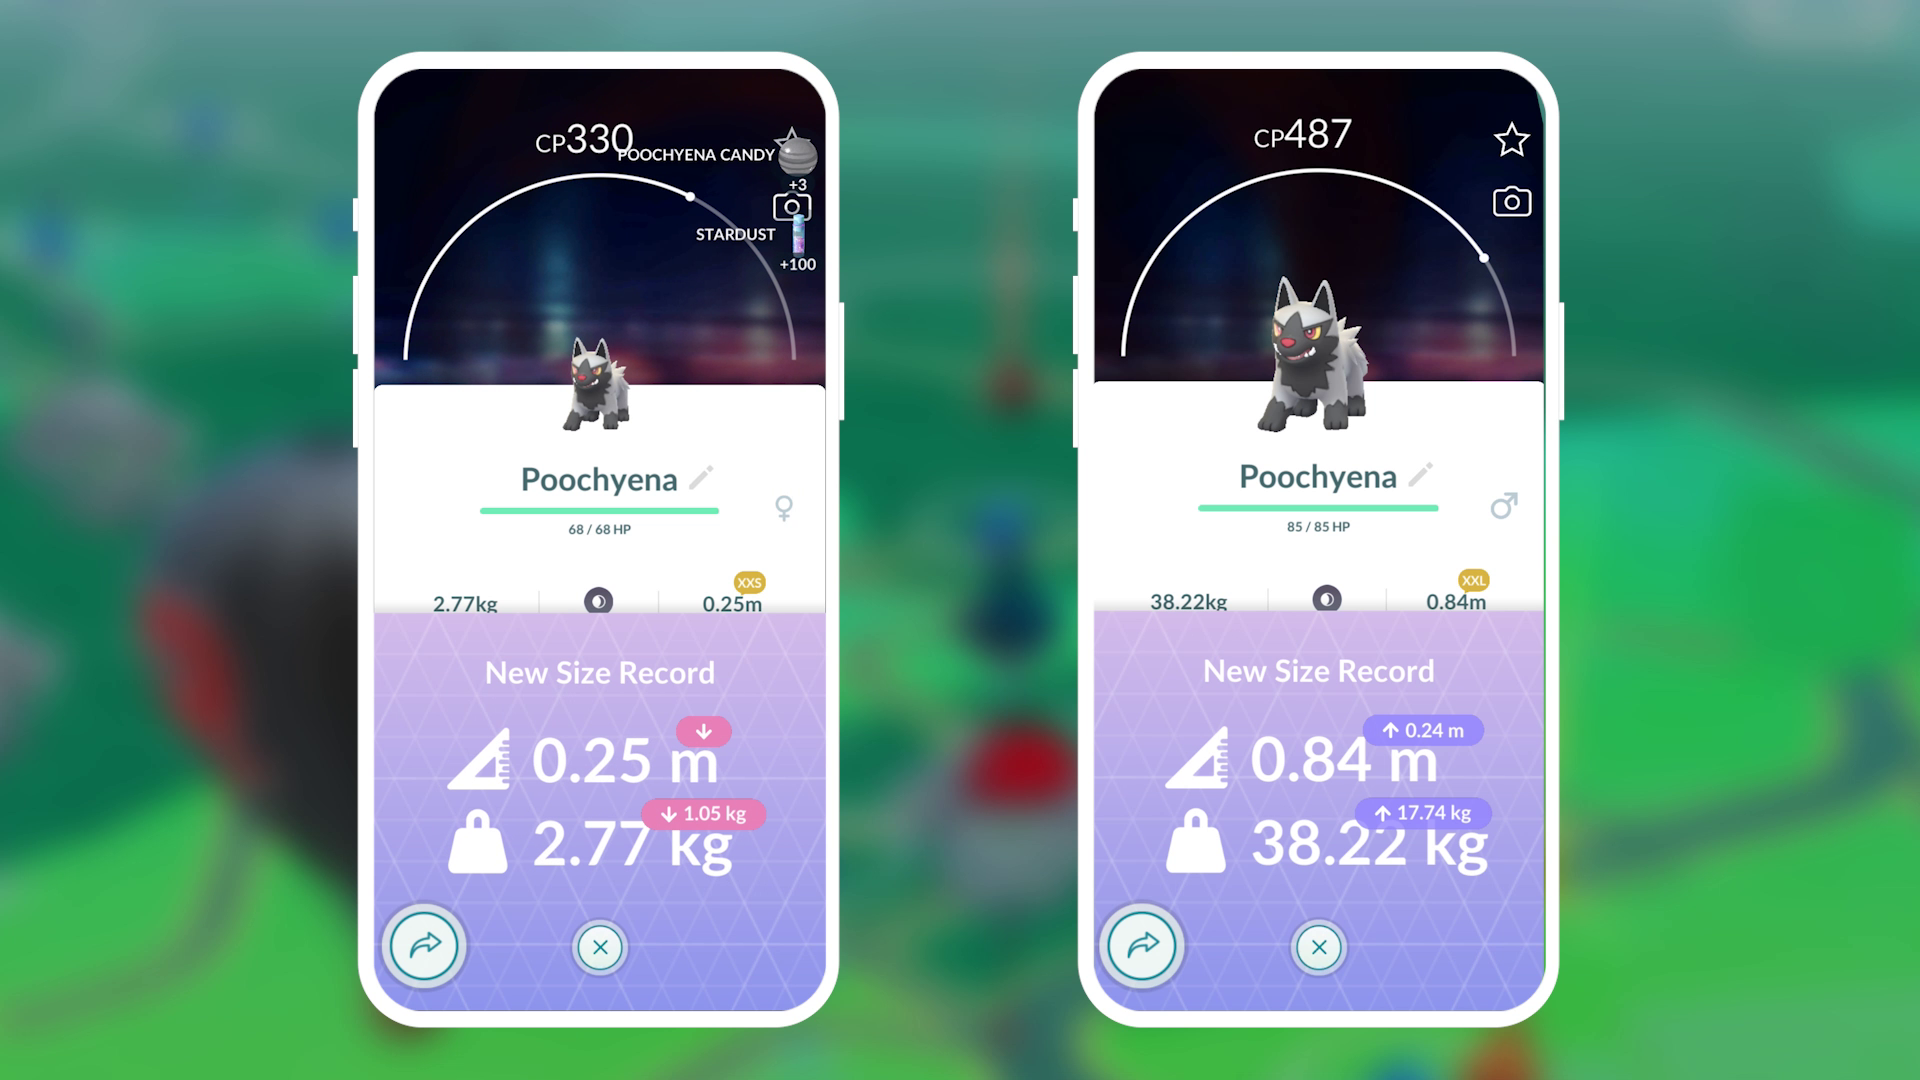 CP330
POOCHYENA CANDY
+3
STARDUST
+100
Poochyena
68 / 68 HP
XXS
2.77kg
0.25m
New Size Record
0.25 m
1.05 kg
2.77 kg
CP487
Poochyena
85 / 85 HP
XXL
38.22kg
0.84m
New Size Record
0.24 m
0.84 m
17.74 kg
38.22 kg